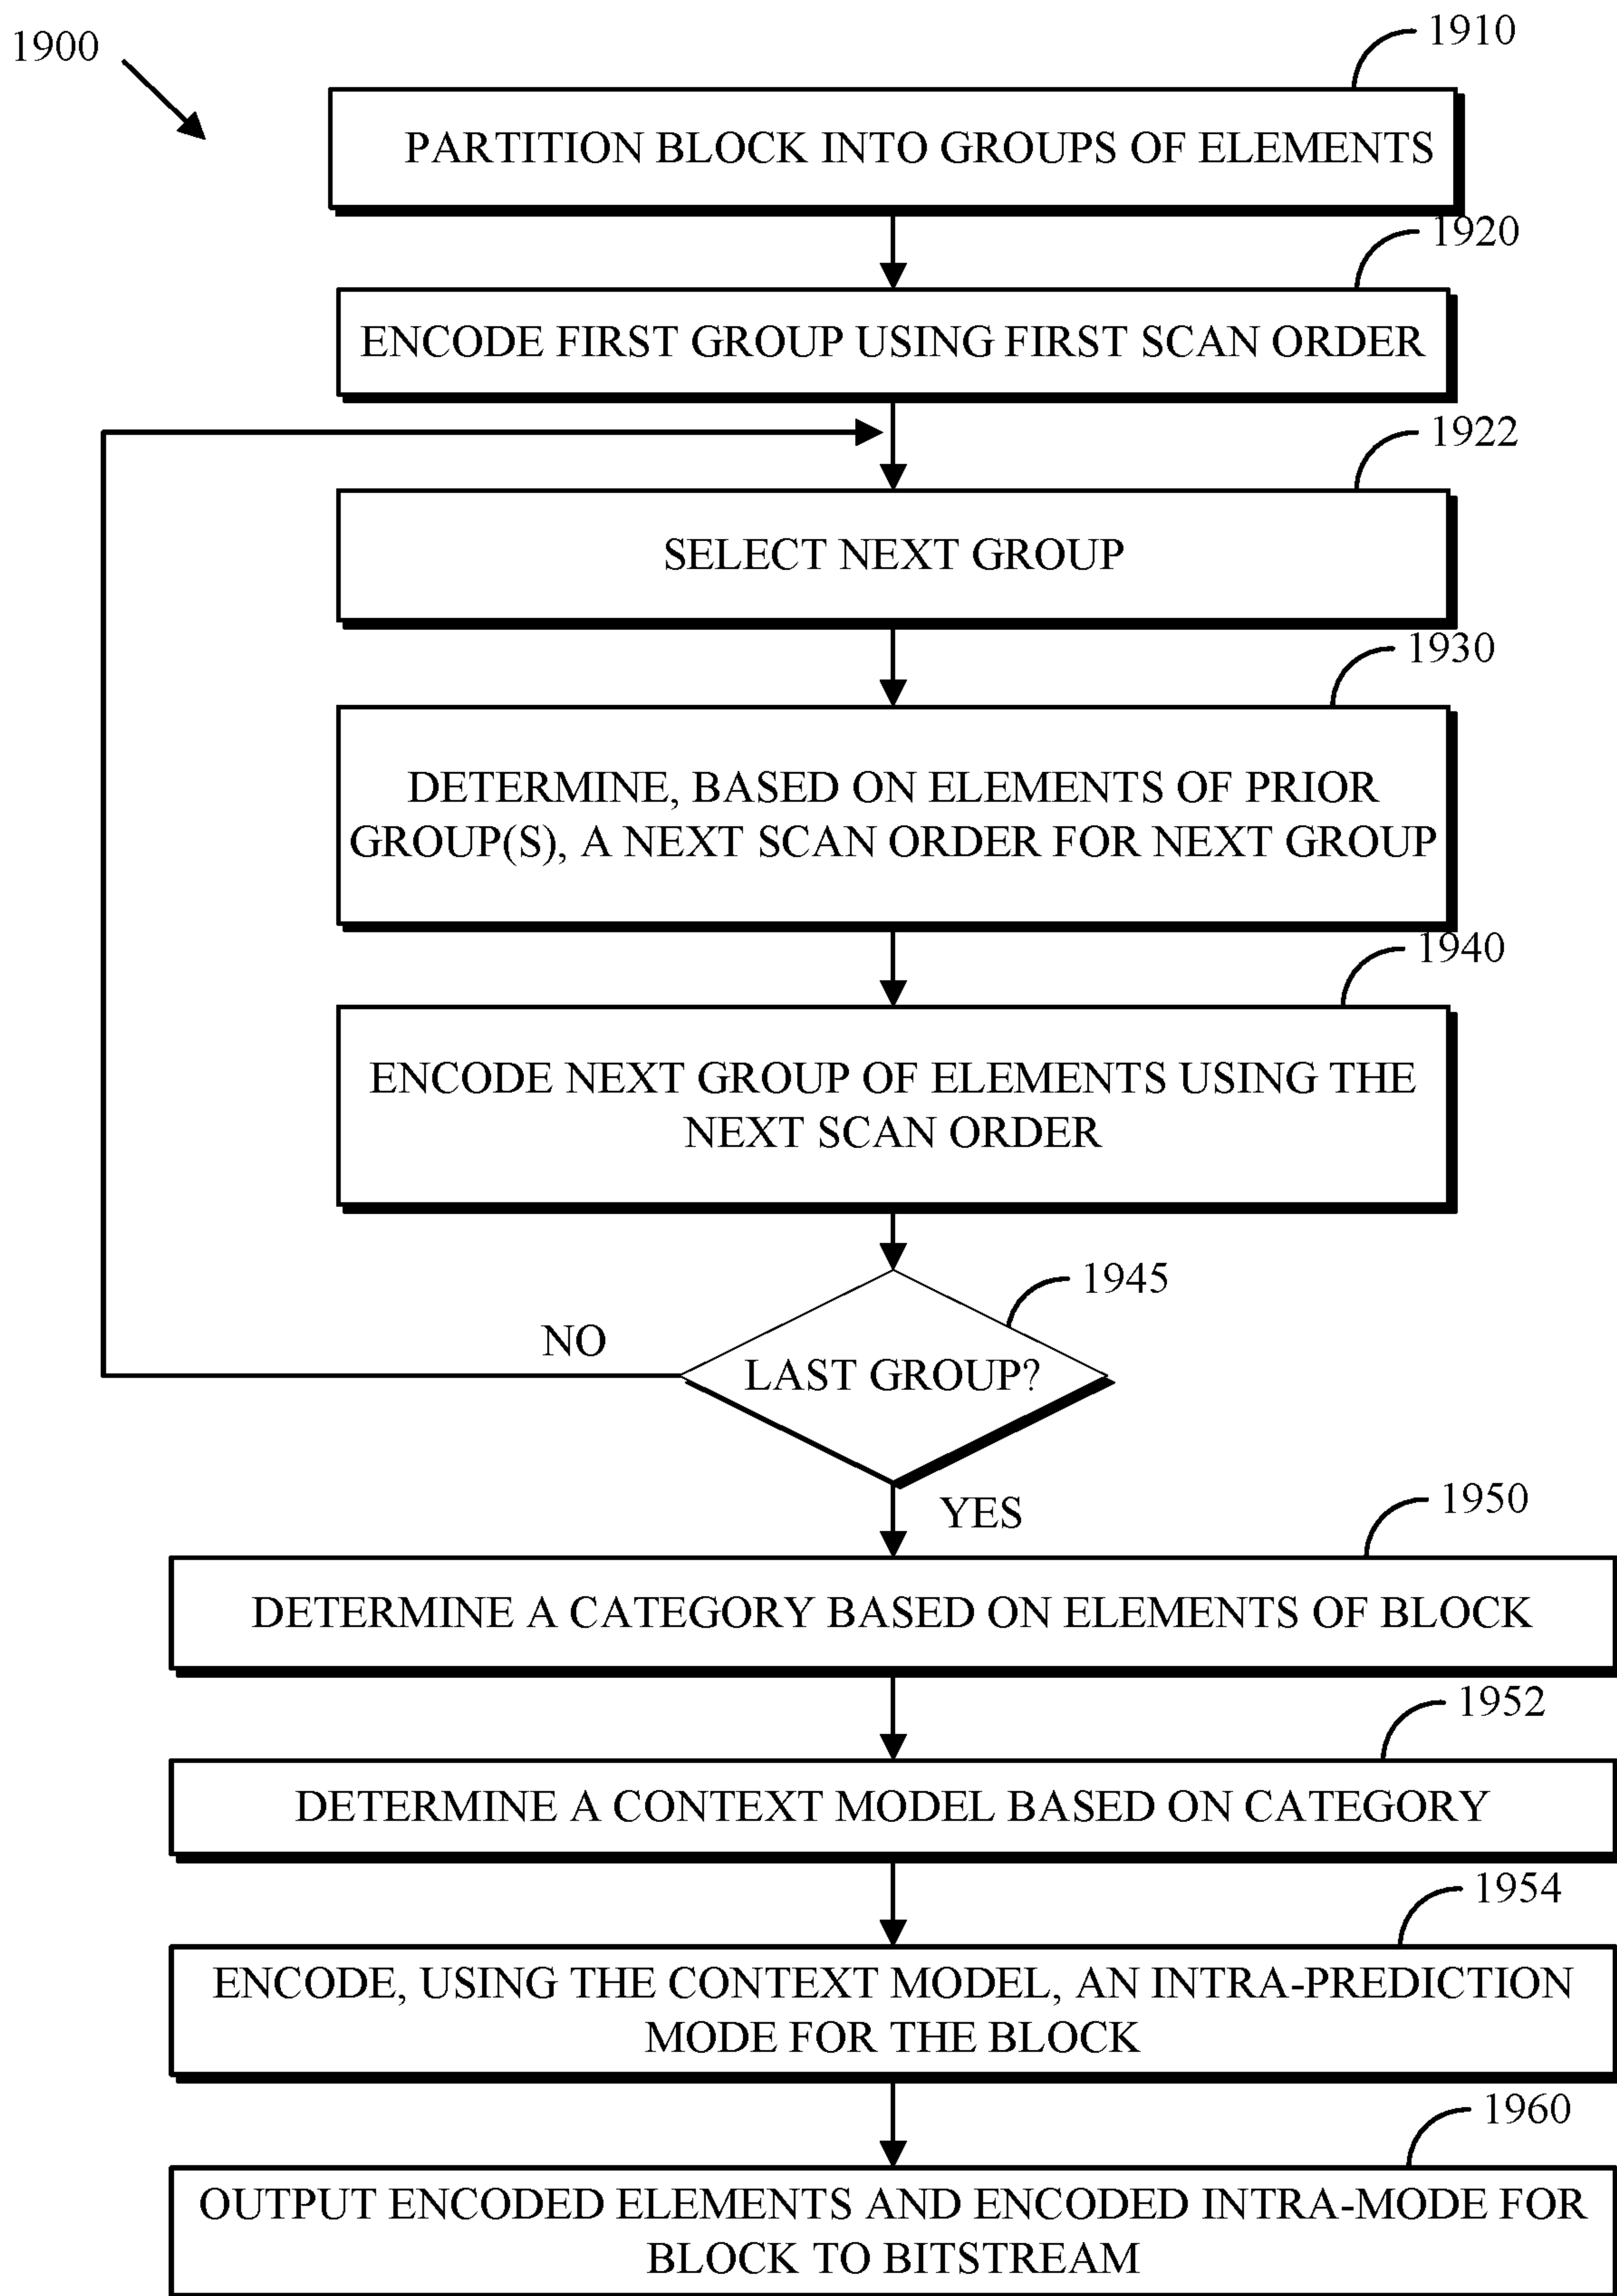 1900
1910
PARTITION BLOCK INTO GROUPS OF ELEMENTS
1920
ENCODE FIRST GROUP USING FIRST SCAN ORDER
1922
SELECT NEXT GROUP
1930
DETERMINE, BASED ON ELEMENTS OF PRIOR
GROUP(S), A NEXT SCAN ORDER FOR NEXT GROUP
1940
ENCODE NEXT GROUP OF ELEMENTS USING THE
NEXT SCAN ORDER
1945
NO
LAST GROUP?
YES
1950
DETERMINE A CATEGORY BASED ON ELEMENTS OF BLOCK
1952
DETERMINE A CONTEXT MODEL BASED ON CATEGORY
1954
ENCODE, USING THE CONTEXT MODEL, AN INTRA-PREDICTION
MODE FOR THE BLOCK
1960
OUTPUT ENCODED ELEMENTS AND ENCODED INTRA-MODE FOR
BLOCK TO BITSTREAM